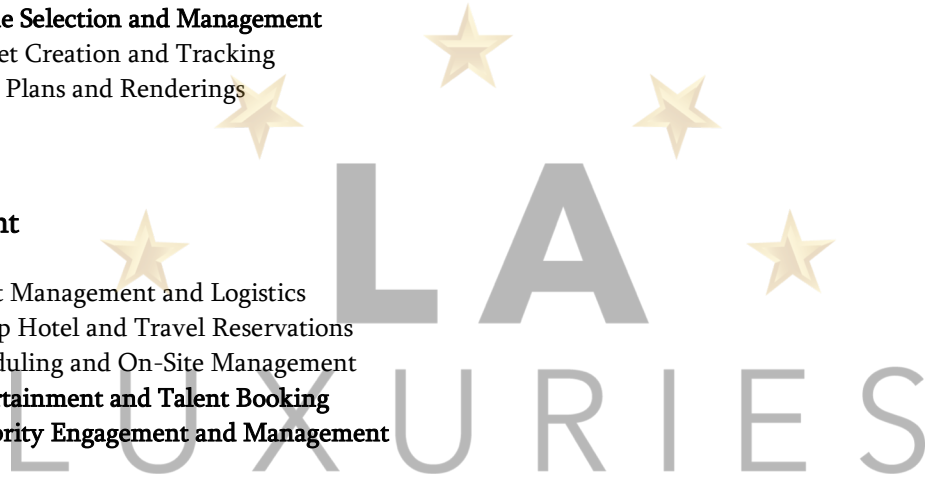 e Selection and Management
et Creation and Tracking
Plans and Renderings
nt
t Management and Logistics
p Hotel and Travel Reservations
duling and On-Site Management
rtainment and Talent Booking
ority Engagement and Management
LA
LUXURIES